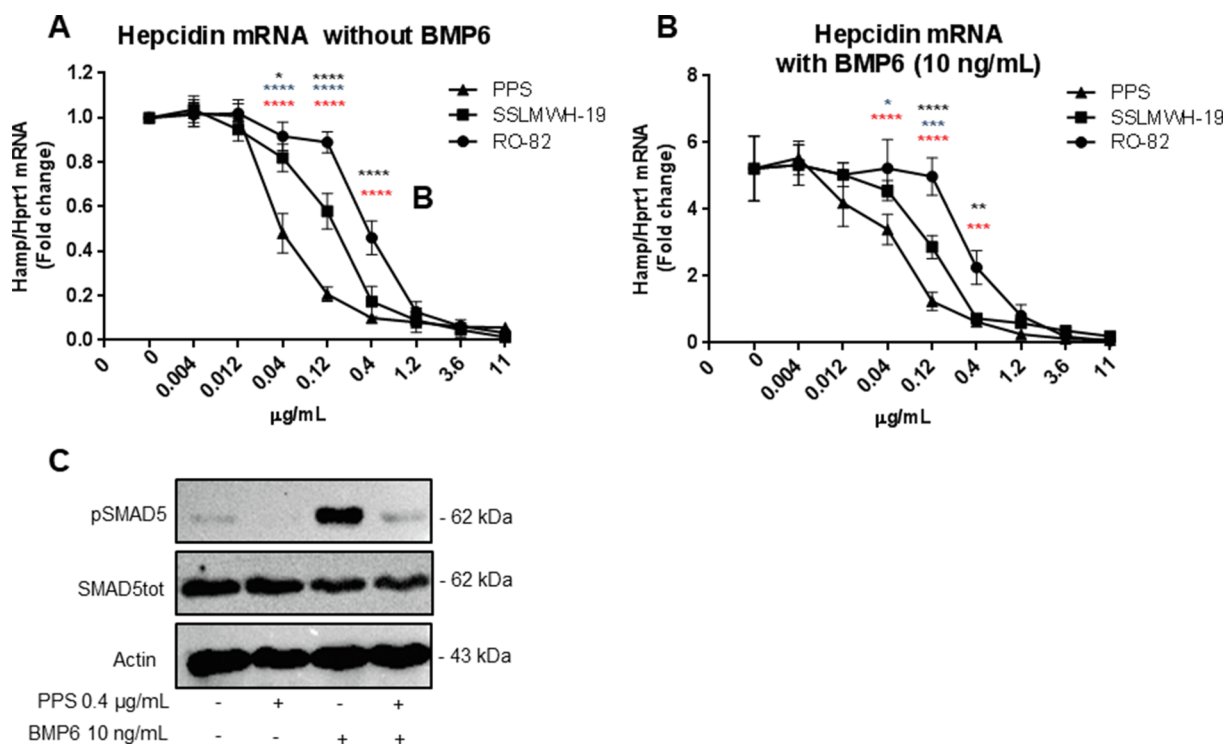 A
Hepcidin mRNA without BMP6
Hamp/Hprt1 mRNA
(Fold change)
1.2
1.0
0.8
0.6
0.4
0.2
0.0
*
****
****
****
****
****
****
****
PPS
SSLMWH-19
RO-82
B
0
0
0.004
0.012
0.04
0.12
0.4
1.2
3.6
11
µg/mL
B
Hepcidin mRNA
with BMP6 (10 ng/mL)
Hamp/Hprt1 mRNA
(Fold change)
8
6
4
2
0
*
****
****
***
****
**
***
PPS
SSLMWH-19
RO-82
0
0
0.004
0.012
0.04
0.12
0.4
1.2
3.6
11
µg/mL
C
pSMAD5
- 62 kDa
SMAD5tot
- 62 kDa
Actin
- 43 kDa
PPS 0.4 µg/mL - + - +
BMP6 10 ng/mL - - + +